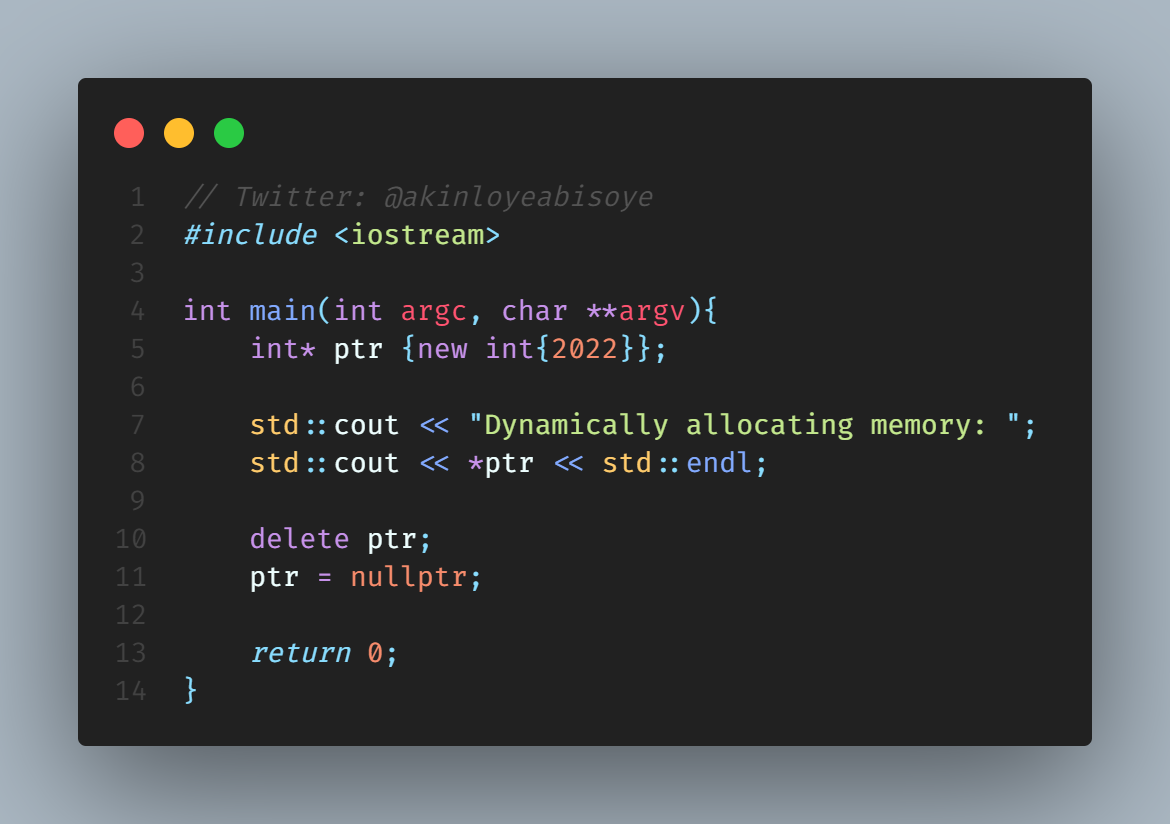 1 // Twitter: @akinloyeabisoye
2 #include <iostream>
3
4 int main(int argc, char **argv){
5     int* ptr {new int{2022}};
6
7     std::cout << "Dynamically allocating memory: ";
8     std::cout << *ptr << std::endl;
9
10     delete ptr;
11     ptr = nullptr;
12
13     return 0;
14 }